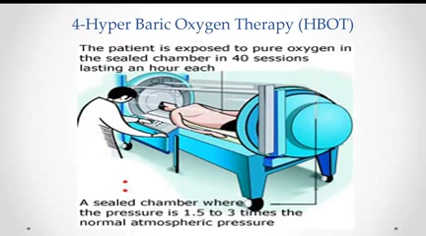 4-Hyper Baric Oxygen Therapy (HBOT)
The patient is exposed to pure oxygen in
the sealed chamber in 40 sessions
lasting an hour each
A sealed chamber where
the pressure is 1.5 to 3 times the
normal atmospheric pressure